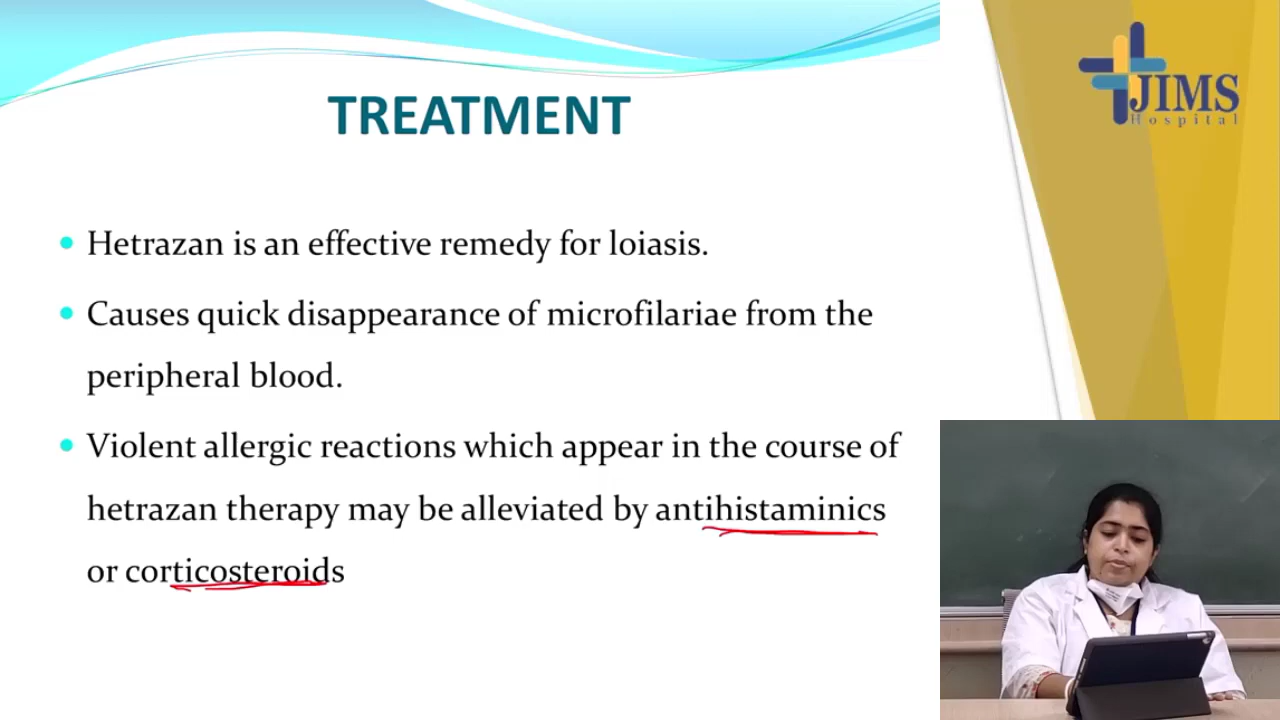 JIMS
Hospital
TREATMENT
• Hetrazan is an effective remedy for loiasis.
• Causes quick disappearance of microfilariae from the
peripheral blood.
• Violent allergic reactions which appear in the course of
hetrazan therapy may be alleviated by antihistaminics
or corticosteroids